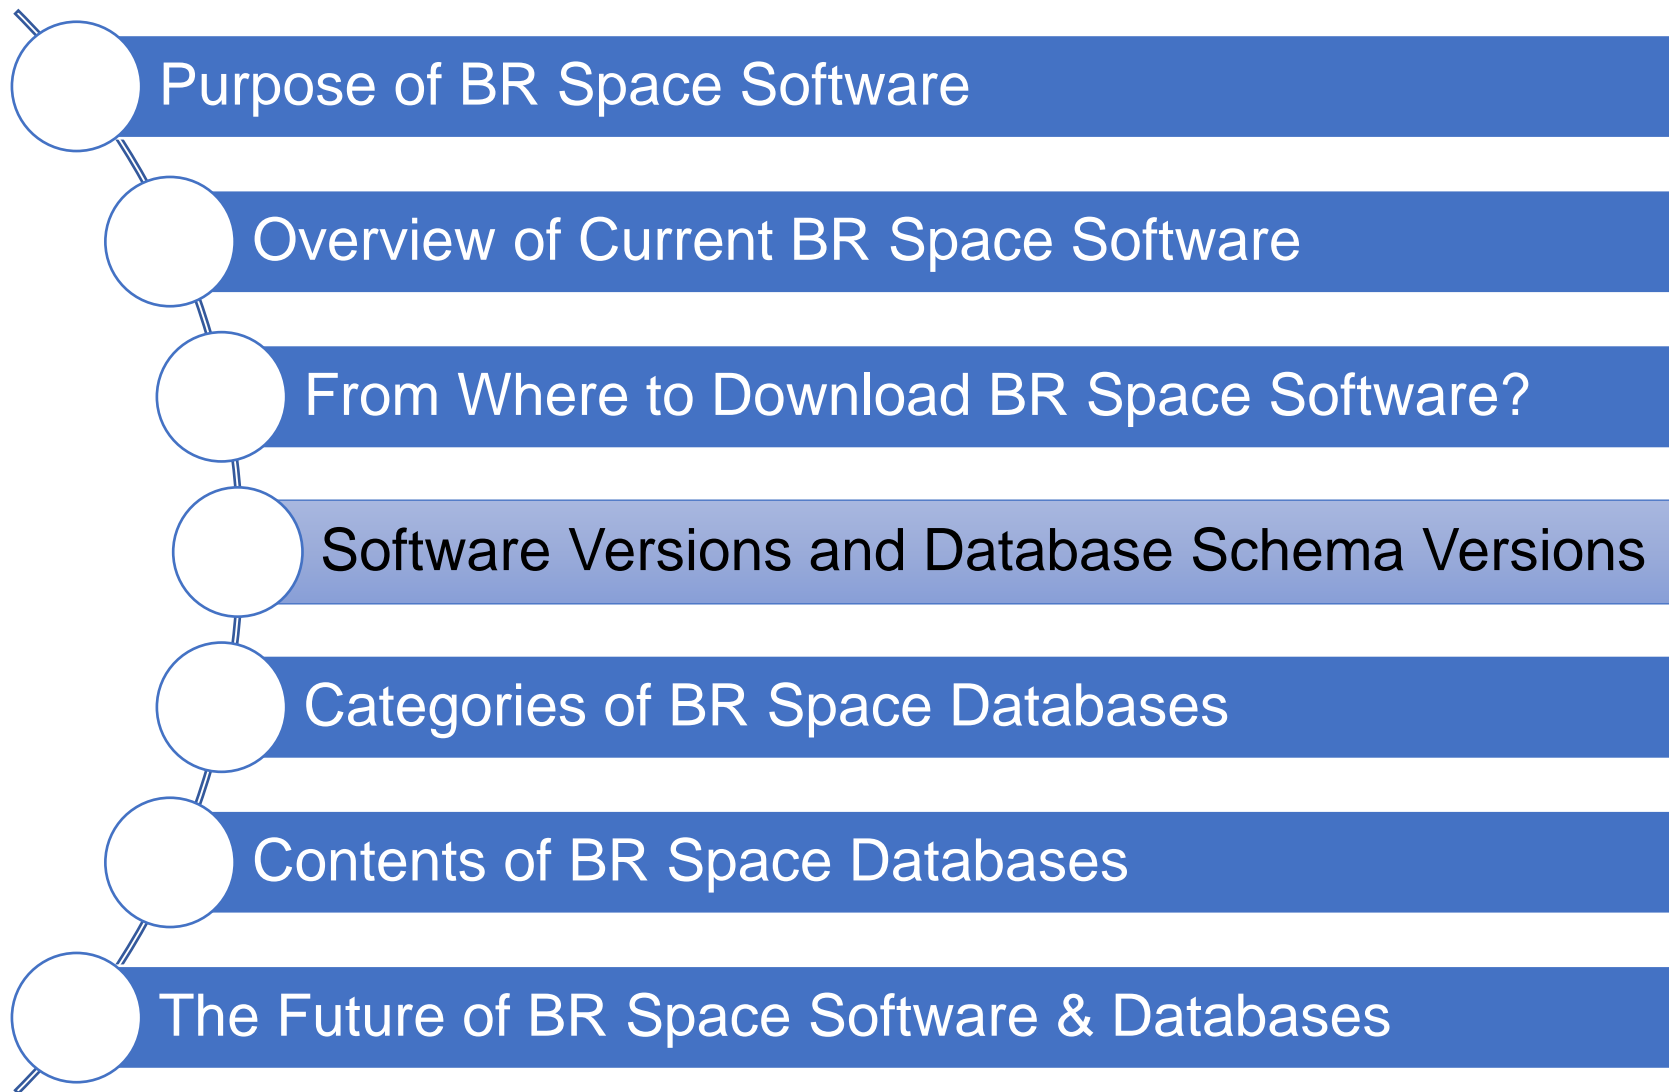 Purpose of BR Space Software
Overview of Current BR Space Software
From Where to Download BR Space Software?
Software Versions and Database Schema Versions
Categories of BR Space Databases
Contents of BR Space Databases
The Future of BR Space Software & Databases